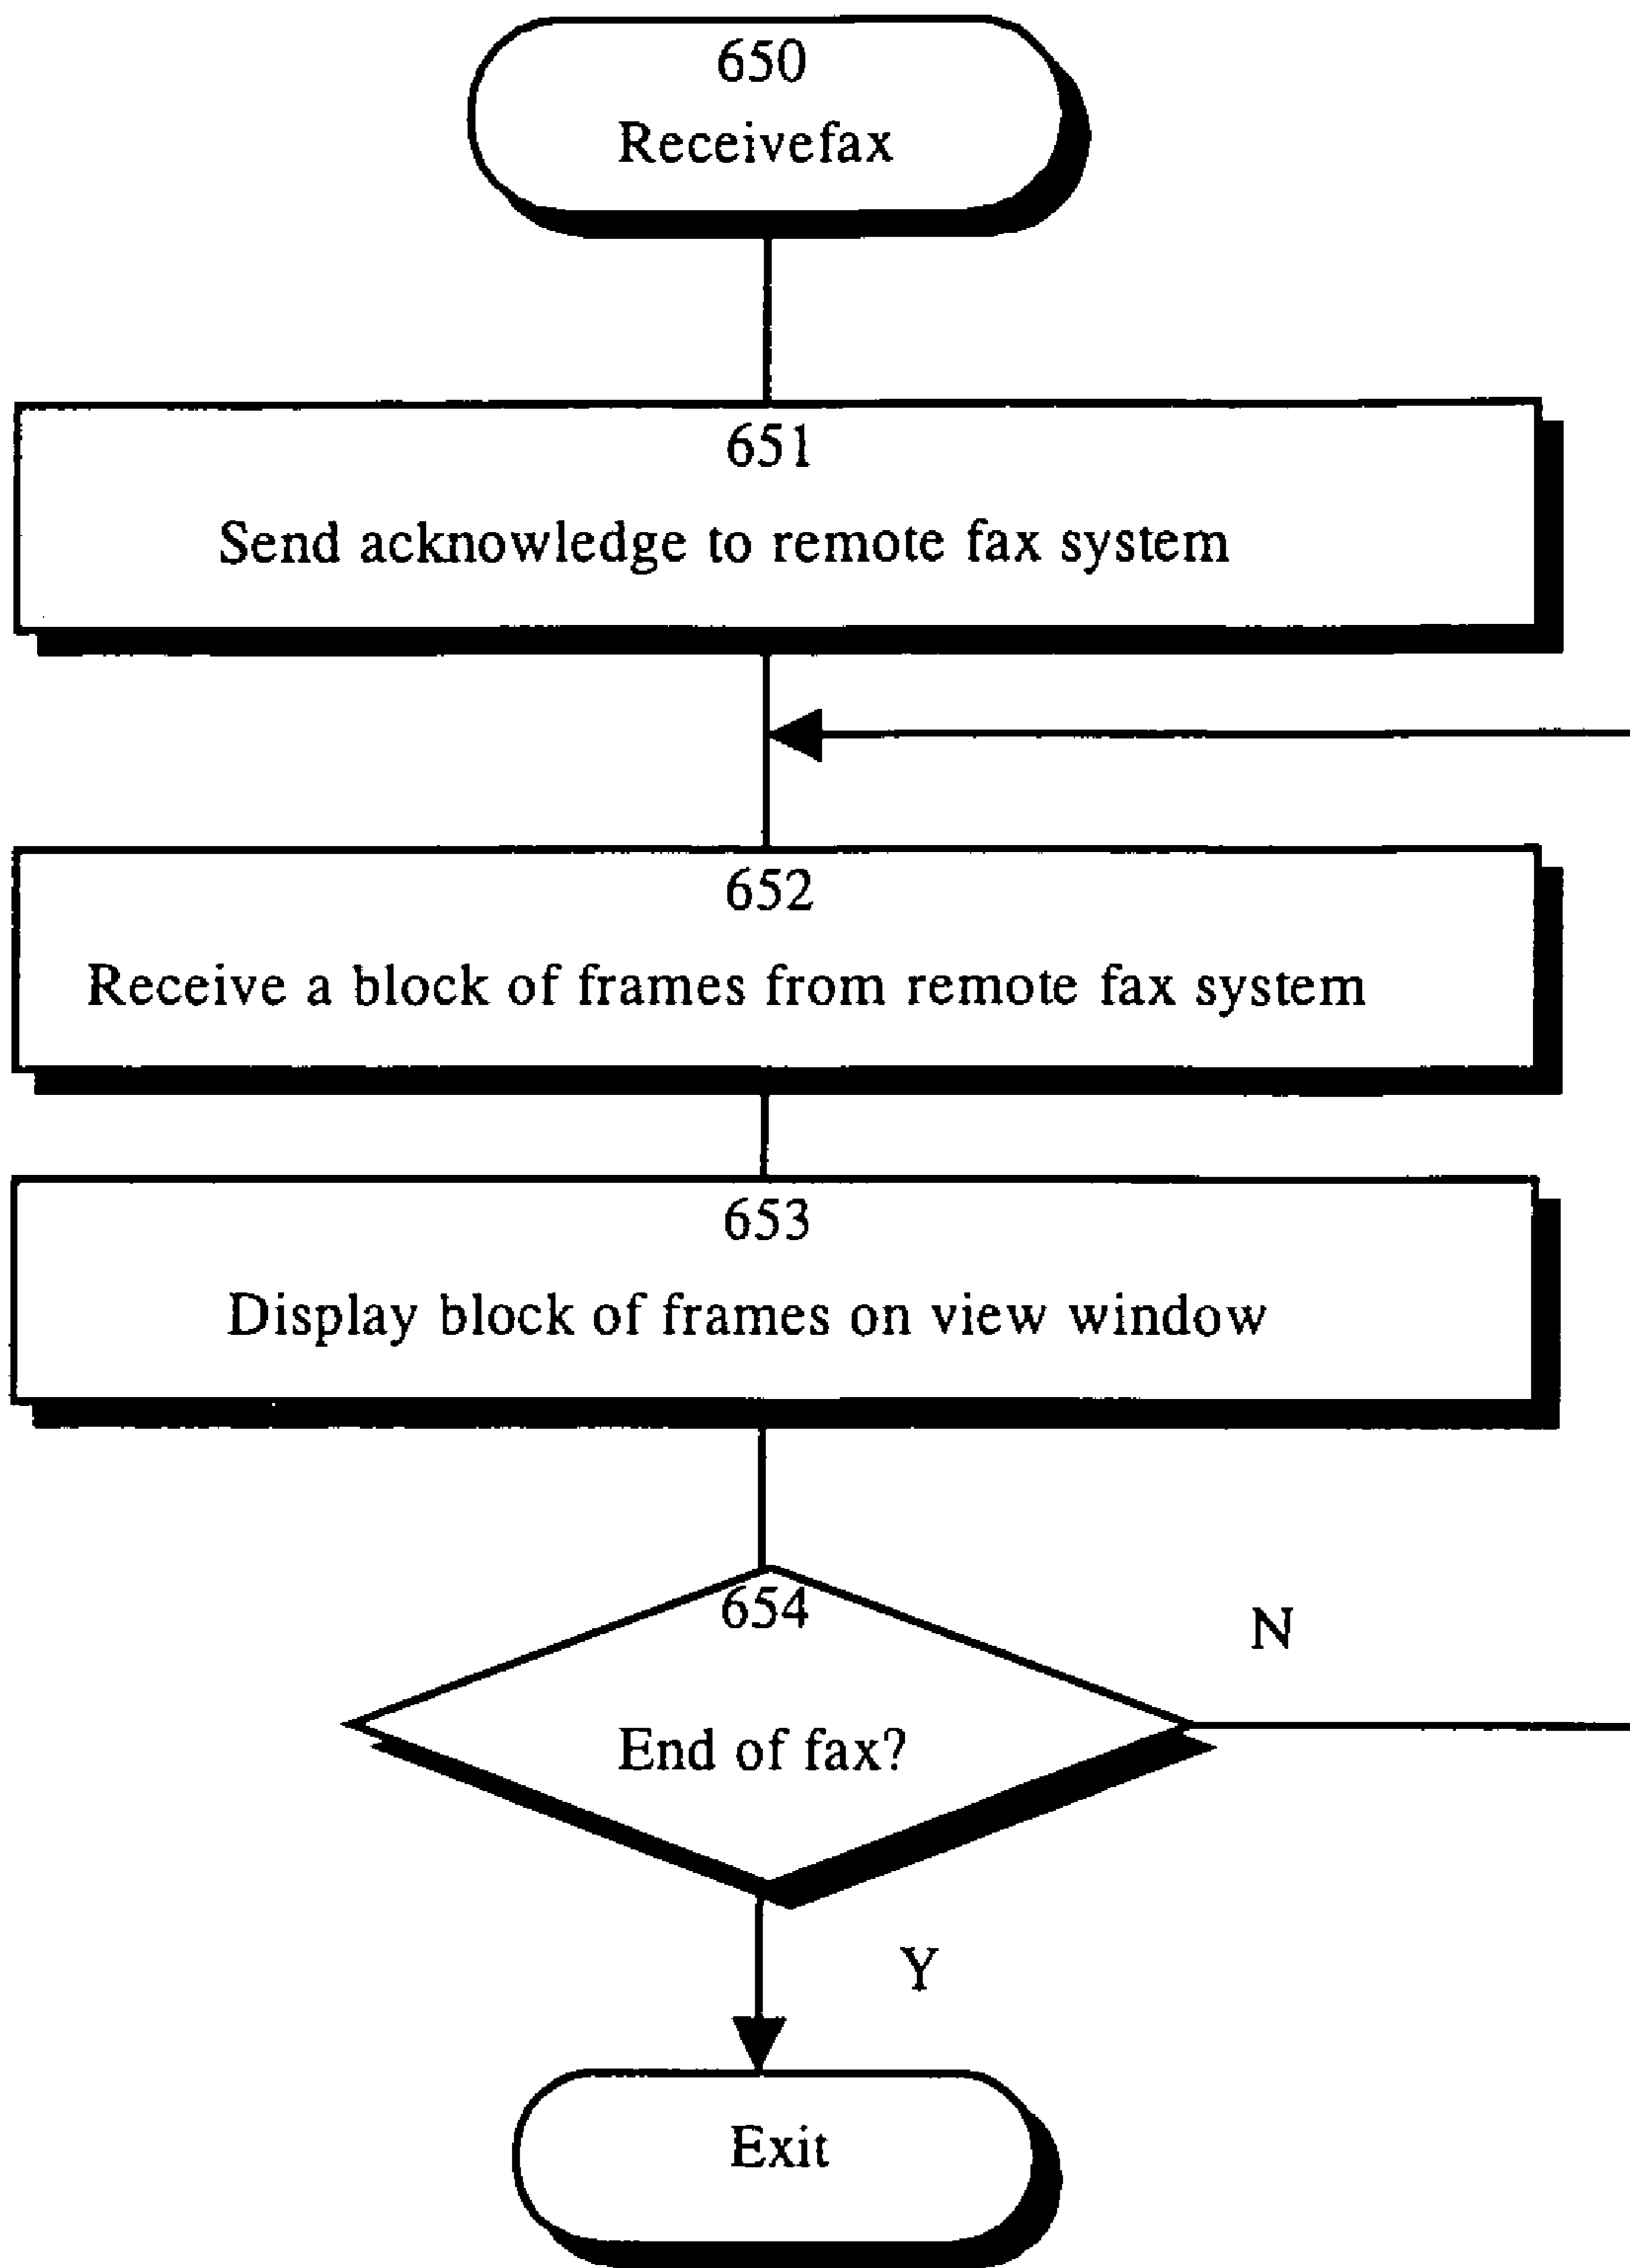 650
Receivefax
651
Send acknowledge to remote fax system
652
Receive a block of frames from remote fax system
653
Display block of frames on view window
654
N
End of fax?
Y
Exit